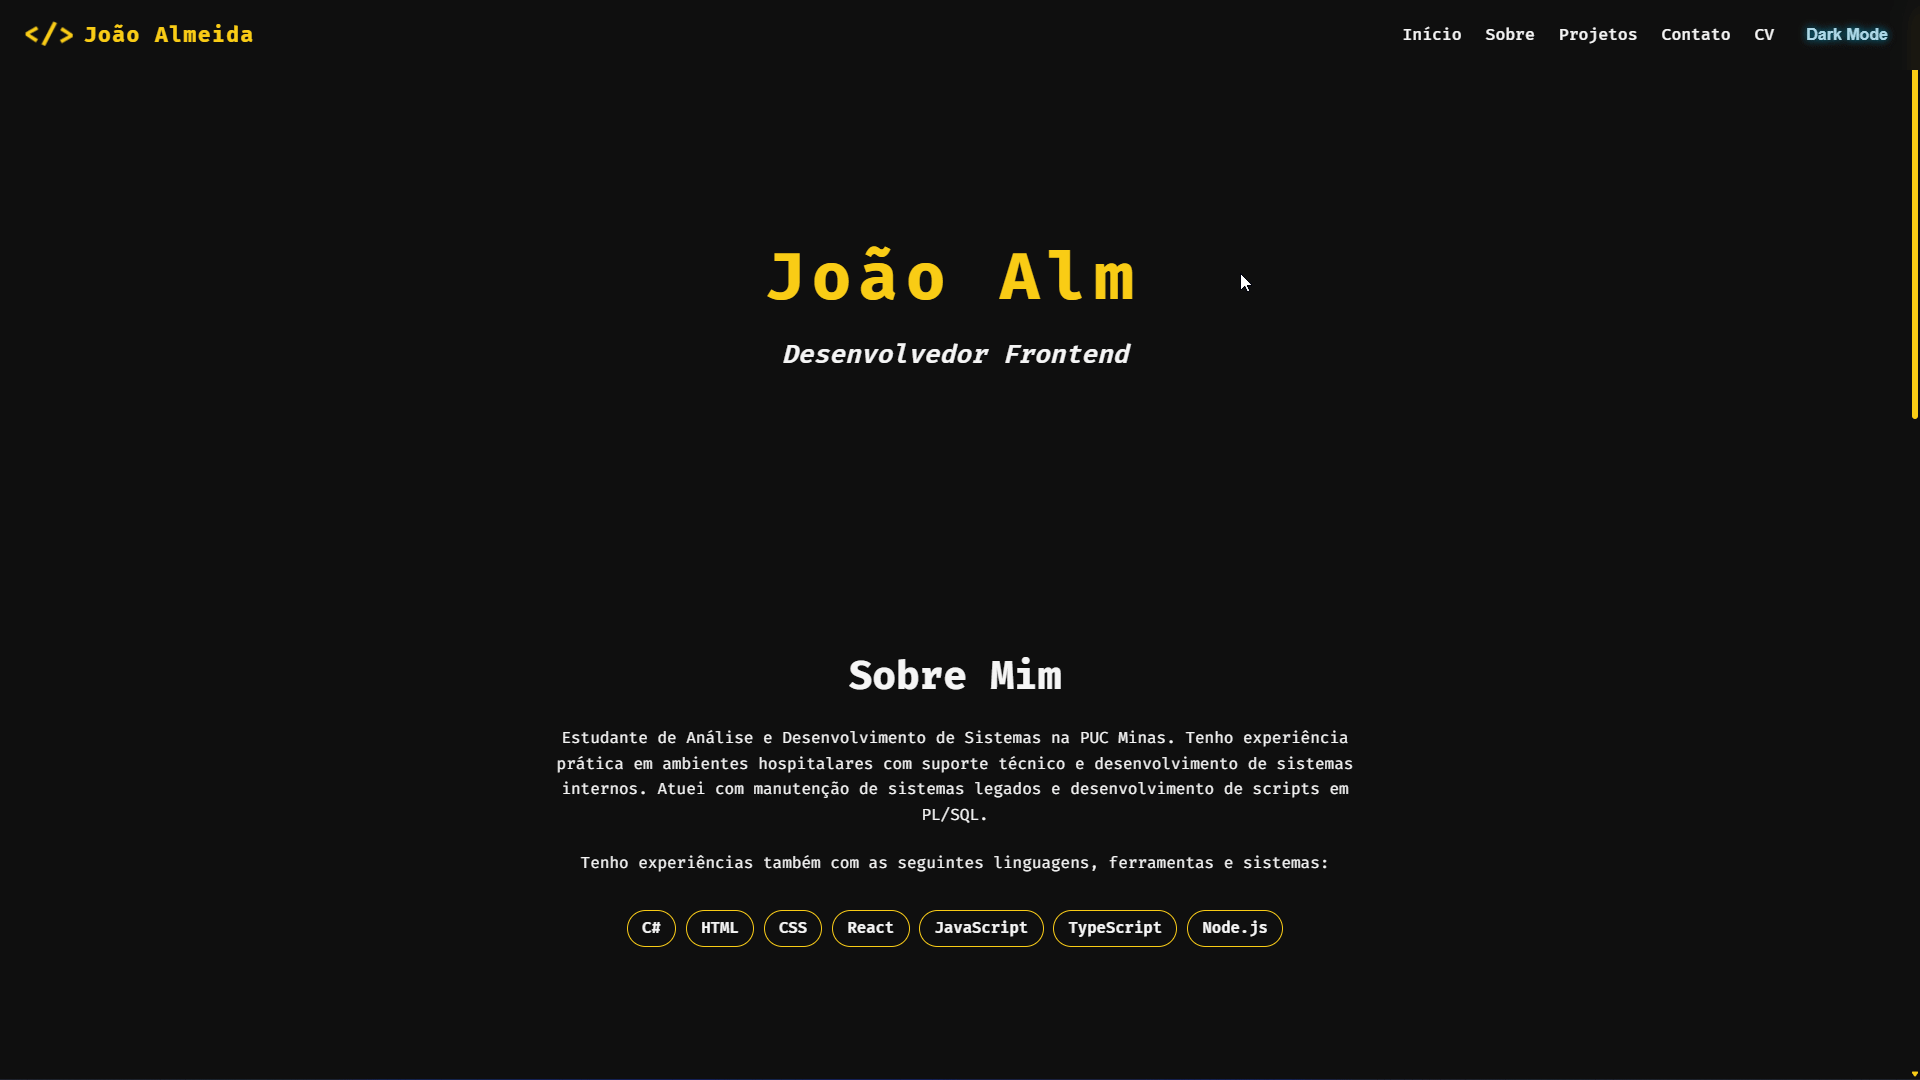 </> João Almeida
Início Sobre Projetos Contato CV Dark Mode
João Alm
Desenvolvedor Frontend
Sobre Mim
Estudante de Análise e Desenvolvimento de Sistemas na PUC Minas. Tenho experiência
prática em ambientes hospitalares com suporte técnico e desenvolvimento de sistemas
internos. Atuei com manutenção de sistemas legados e desenvolvimento de scripts em
PL/SQL.
Tenho experiências também com as seguintes linguagens, ferramentas e sistemas:
C# HTML CSS React JavaScript TypeScript Node.js